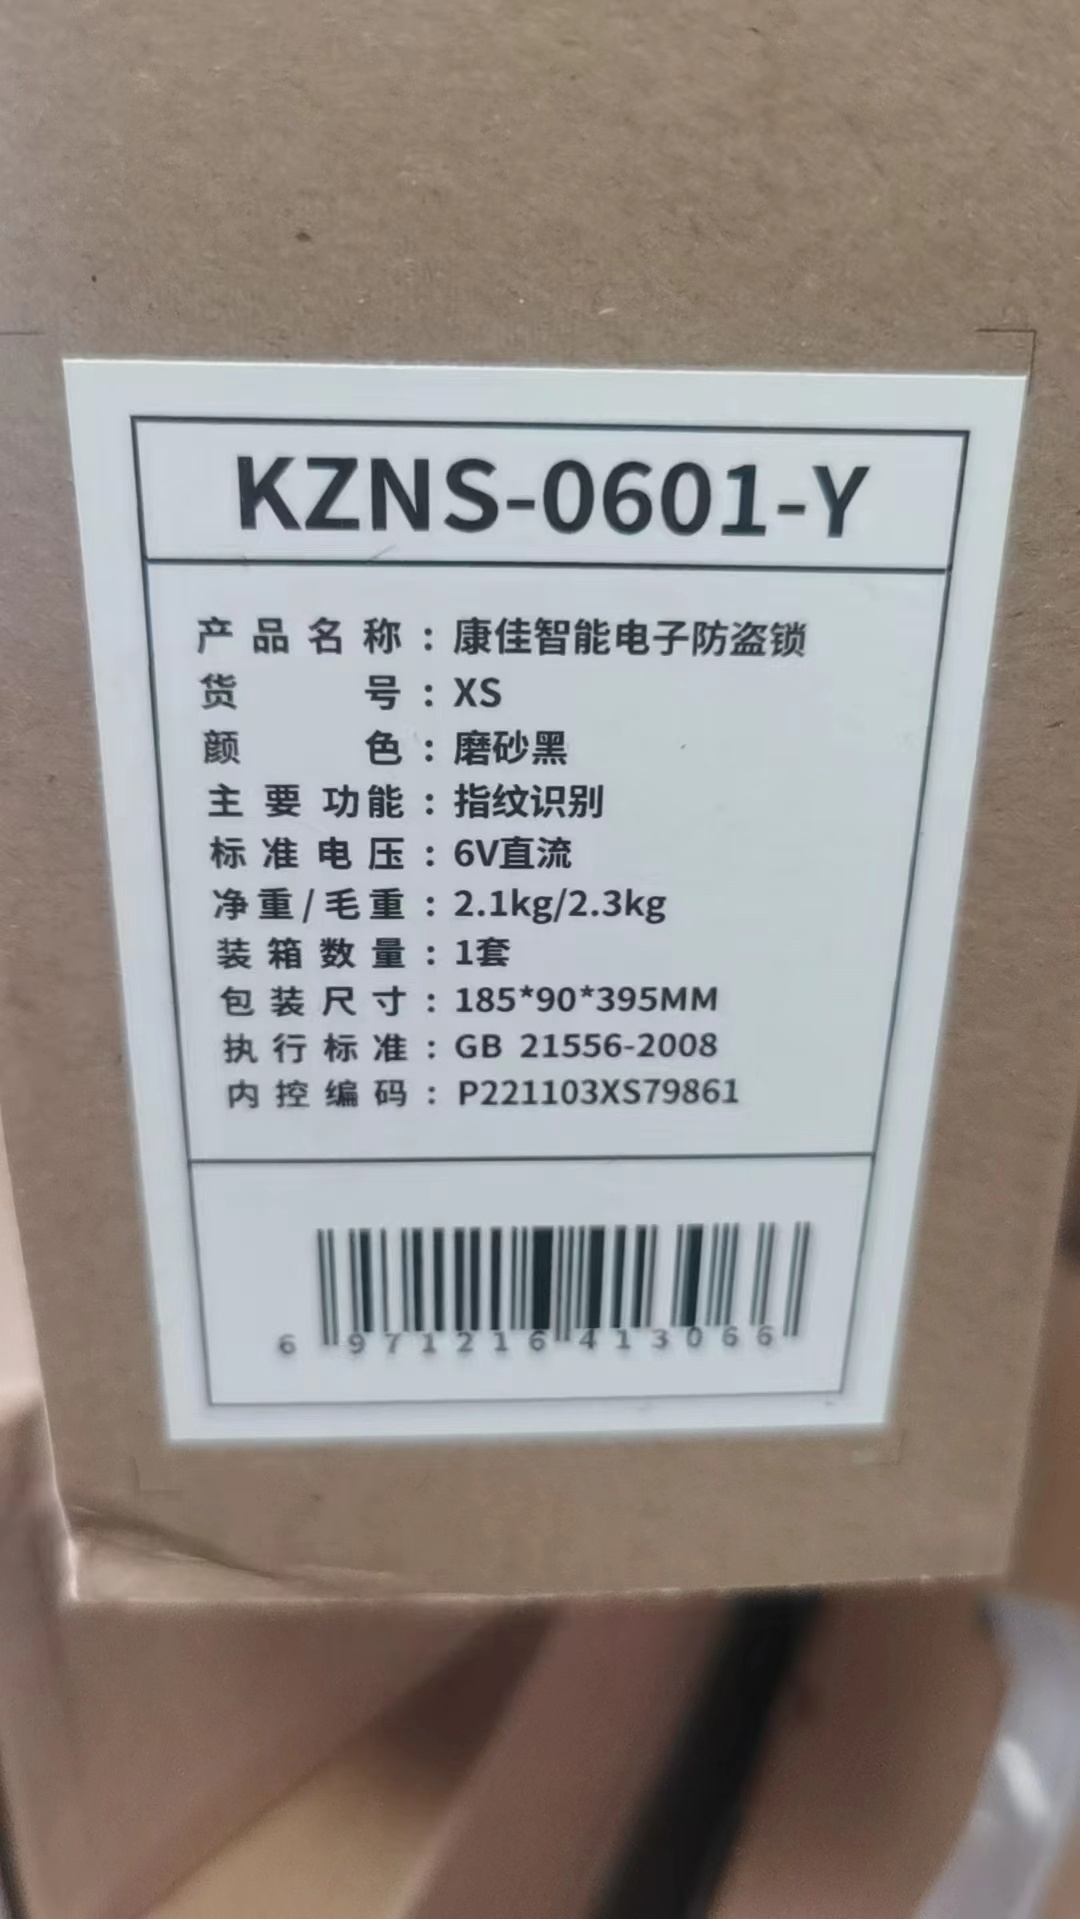 KZNS-0601-Y
产品名称：康佳智能电子防盗锁
货号：XS
颜色：磨砂黑
主要功能：指纹识别
标准电压：6V直流
净重/毛重：2.1kg/2.3kg
装箱数量：1套
包装尺寸：185*90*395MM
执行标准：GB 21556-2008
内控编码：P221103XS79861
6 971216 413066